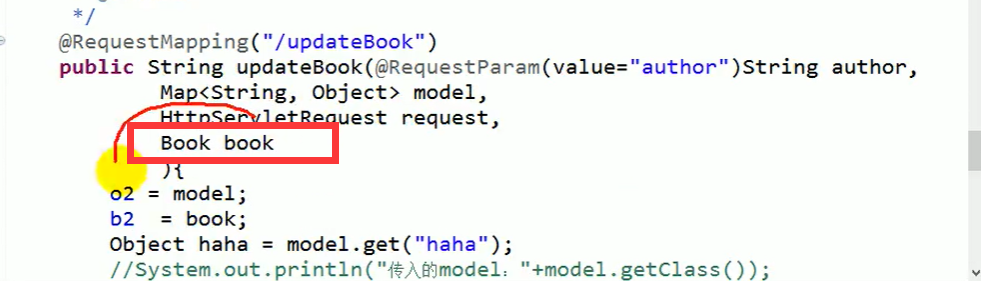 */
@RequestMapping("/updateBook")
public String updateBook(@RequestParam(value="author")String author,
Map<String, Object> model,
HttpServletRequest request,
Book book
){
o2 = model;
b2 = book;
Object haha = model.get("haha");
//System.out.println("传入的model："+model.getClass());